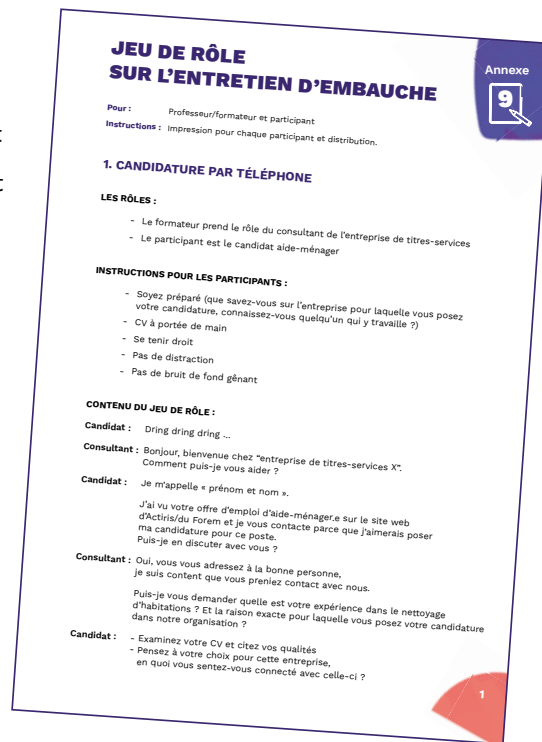 JEU DE RÔLE
SUR L'ENTRETIEN D'EMBAUCHE
Annexe
9
Pour : Professeur/formateur et participant
Instructions : Impression pour chaque participant et distribution.
1. CANDIDATURE PAR TÉLÉPHONE
LES RÔLES :
- Le formateur prend le rôle du consultant de l'entreprise de titres-services
- Le participant est le candidat aide-ménager
INSTRUCTIONS POUR LES PARTICIPANTS :
- Soyez préparé (que savez-vous sur l'entreprise pour laquelle vous posez
votre candidature, connaissez-vous quelqu'un qui y travaille ?)
- CV à portée de main
- Se tenir droit
- Pas de distraction
- Pas de bruit de fond gênant
CONTENU DU JEU DE RÔLE :
Candidat : Dring dring dring ...
Consultant : Bonjour, bienvenue chez "entreprise de titres-services X".
Comment puis-je vous aider ?
Candidat : Je m'appelle « prénom et nom ».
J'ai vu votre offre d'emploi d'aide-ménager.e sur le site web
d'Actiris/du Forem et je vous contacte parce que j'aimerais poser
ma candidature pour ce poste.
Puis-je en discuter avec vous ?
Consultant : Oui, vous vous adressez à la bonne personne,
je suis content que vous preniez contact avec nous.
Puis-je vous demander quelle est votre expérience dans le nettoyage
d'habitations ? Et la raison exacte pour laquelle vous posez votre candidature
dans notre organisation ?
Candidat : - Examinez votre CV et citez vos qualités
- Pensez à votre choix pour cette entreprise,
en quoi vous sentez-vous connecté avec celle-ci ?
1